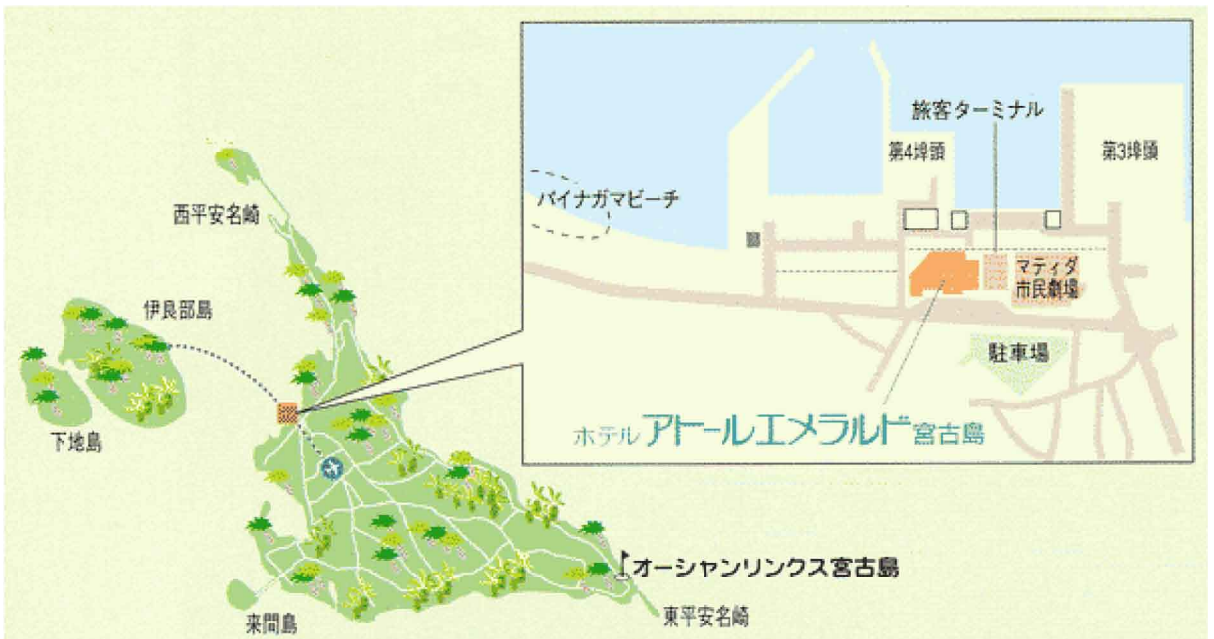 旅客ターミナル
第4埠頭
第3埠頭
パイナガマビーチ
マティダ
市民劇場
駐車場
ホテル アトールエメラルド 宮古島
西平安名崎
伊良部島
下地島
オーシャンリンクス宮古島
来間島
東平安名崎